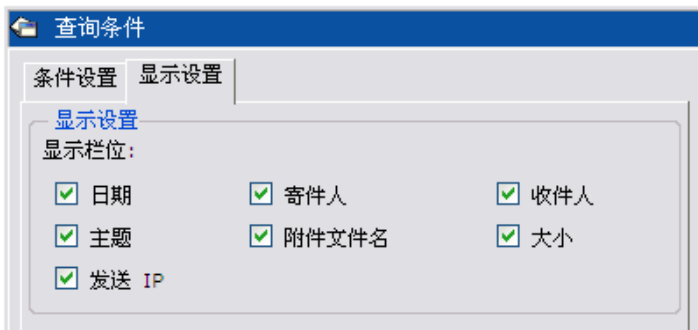 查询条件
条件设置 显示设置
显示设置
显示栏位:
日期 寄件人 收件人
主题 附件文件名 大小
发送 IP